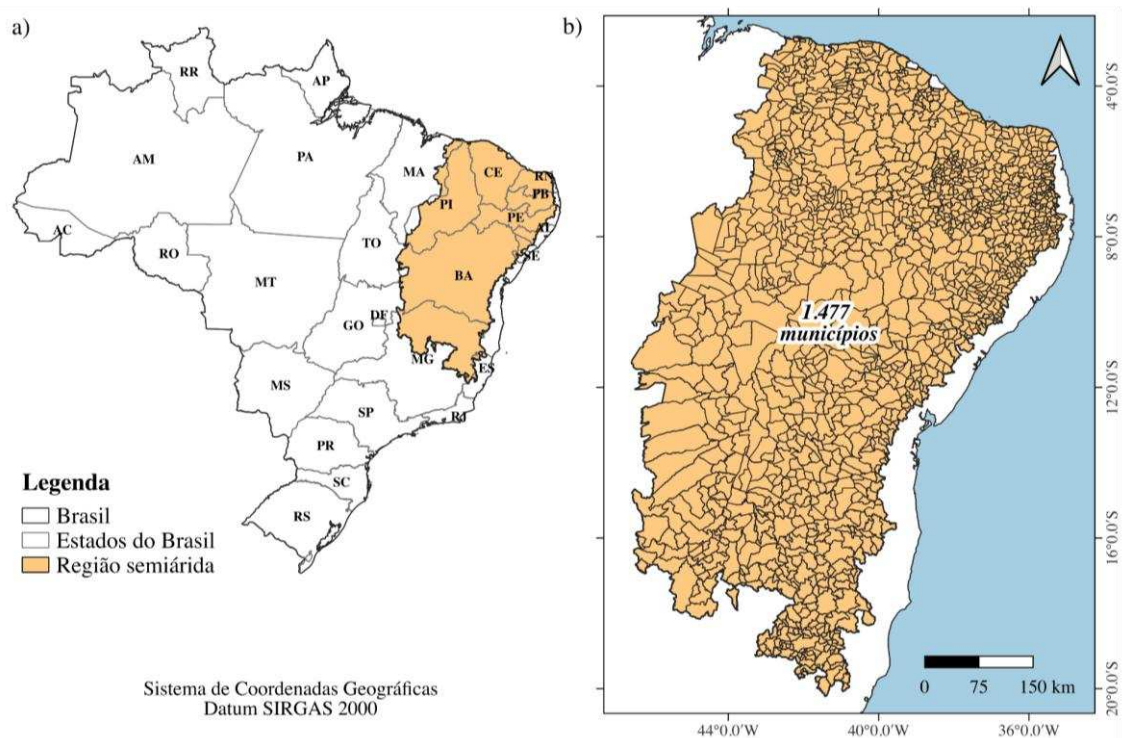 a)
RR
AP
AM
PA
MA
CE
RN
PB
PI
PE
AL
SE
AC
RO
TO
BA
MT
GO
DF
MG
ES
MS
SP
RJ
PR
SC
RS
Legenda
Brasil
Estados do Brasil
Região semiárida
Sistema de Coordenadas Geográficas
Datum SIRGAS 2000
b)
1.477
municípios
4°0.0'S
8°0.0'S
12°0.0'S
16°0.0'S
20°0.0'S
0 75 150 km
44°0.0'W 40°0.0'W 36°0.0'W